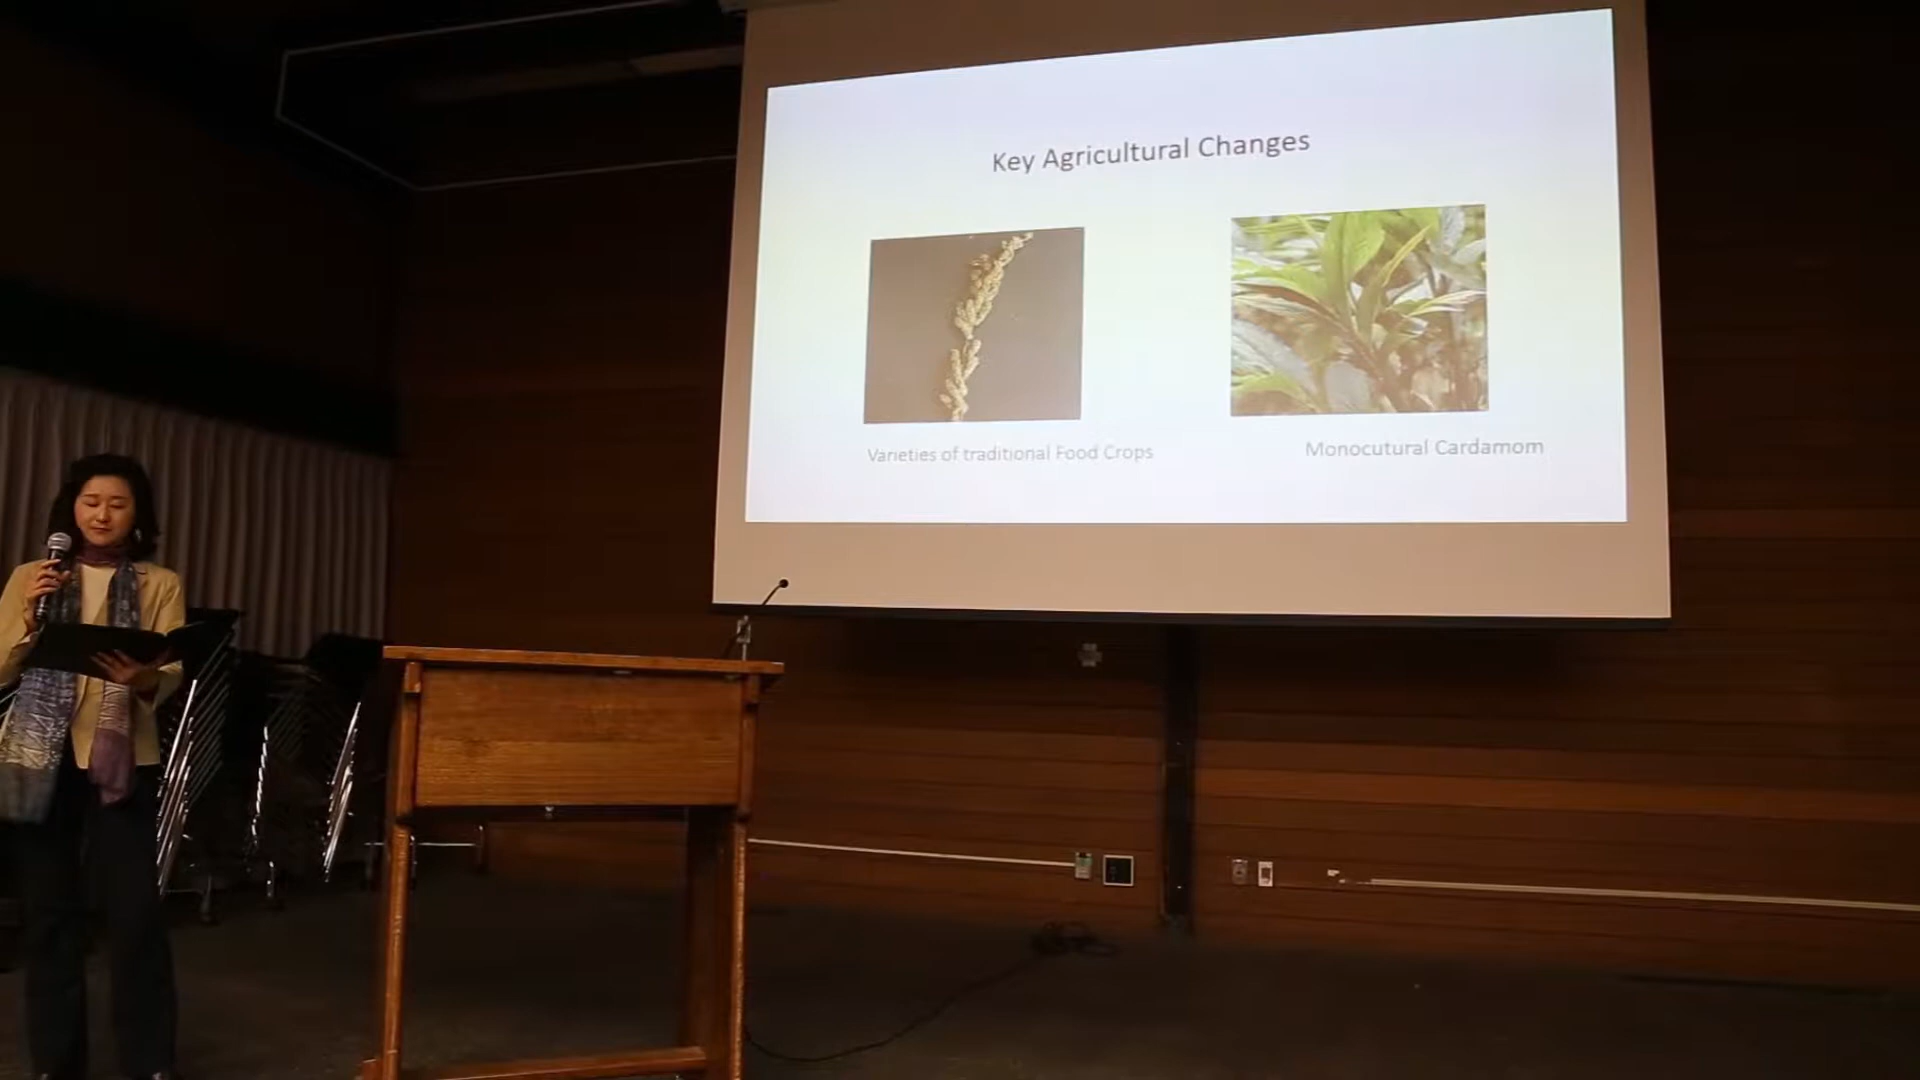 Key Agricultural Changes
Varieties of traditional Food Crops
Monocutural Cardamom